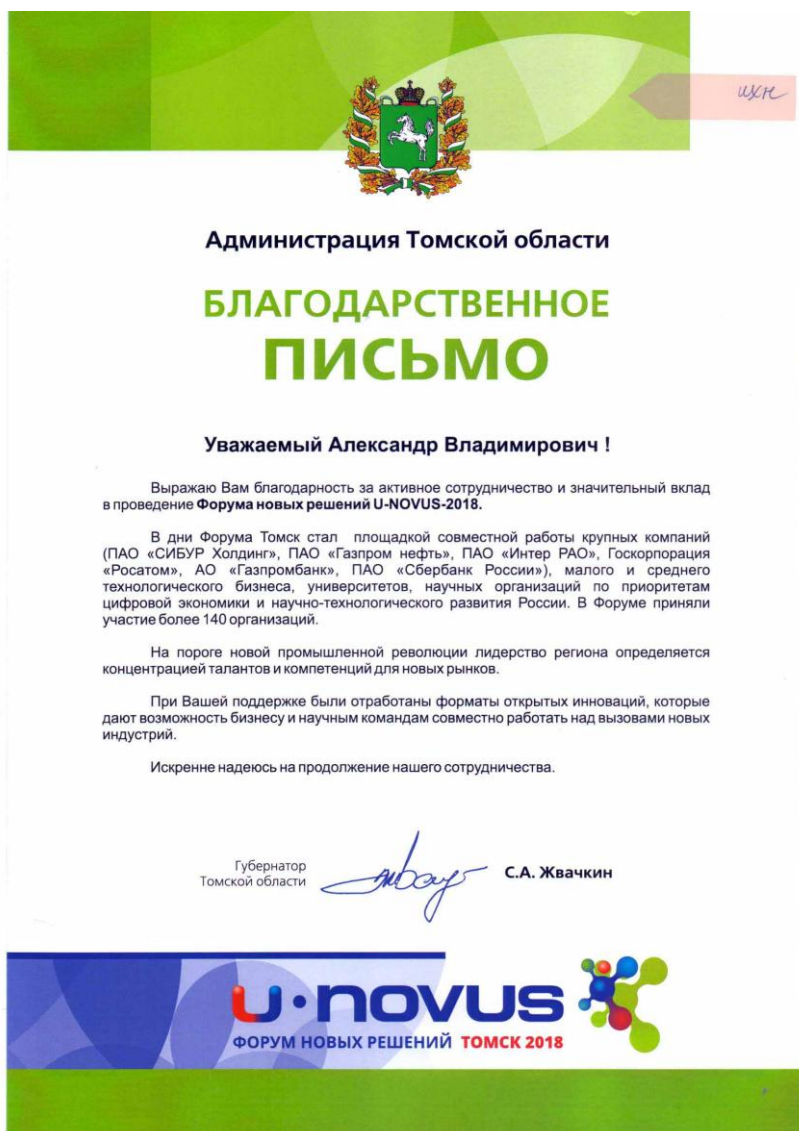 ихн
Администрация Томской области
БЛАГОДАРСТВЕННОЕ
ПИСЬМО
Уважаемый Александр Владимирович !
Выражаю Вам благодарность за активное сотрудничество и значительный вклад
в проведение Форума новых решений U-NOVUS-2018.
В дни Форума Томск стал площадкой совместной работы крупных компаний
(ПАО «СИБУР Холдинг», ПАО «Газпром нефть», ПАО «Интер РАО», Госкорпорация
«Росатом», АО «Газпромбанк», ПАО «Сбербанк России»), малого и среднего
технологического бизнеса, университетов, научных организаций по приоритетам
цифровой экономики и научно-технологического развития России. В Форуме приняли
участие более 140 организаций.
На пороге новой промышленной революции лидерство региона определяется
концентрацией талантов и компетенций для новых рынков.
При Вашей поддержке были отработаны форматы открытых инноваций, которые
дают возможность бизнесу и научным командам совместно работать над вызовами новых
индустрий.
Искренне надеюсь на продолжение нашего сотрудничества.
Губернатор
Томской области
С.А. Жвачкин
u·novus
ФОРУМ НОВЫХ РЕШЕНИЙ ТОМСК 2018